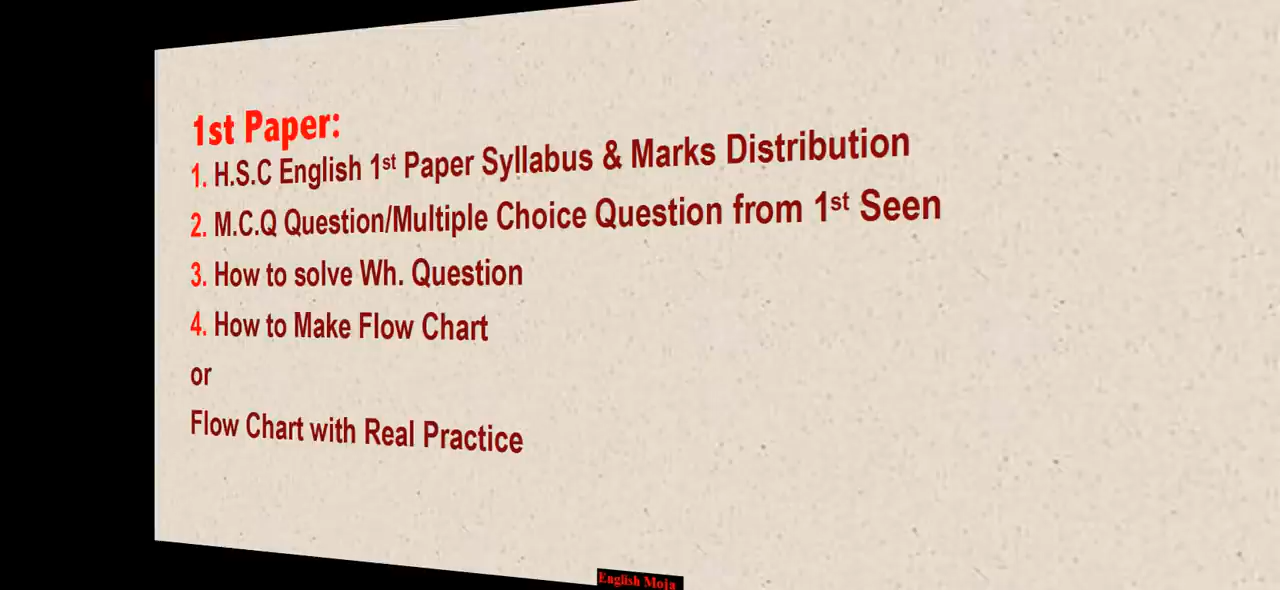 1st Paper:
1. H.S.C English 1st Paper Syllabus & Marks Distribution
2. M.C.Q Question/Multiple Choice Question from 1st Seen
3. How to solve Wh. Question
4. How to Make Flow Chart
or
Flow Chart with Real Practice
English Moja